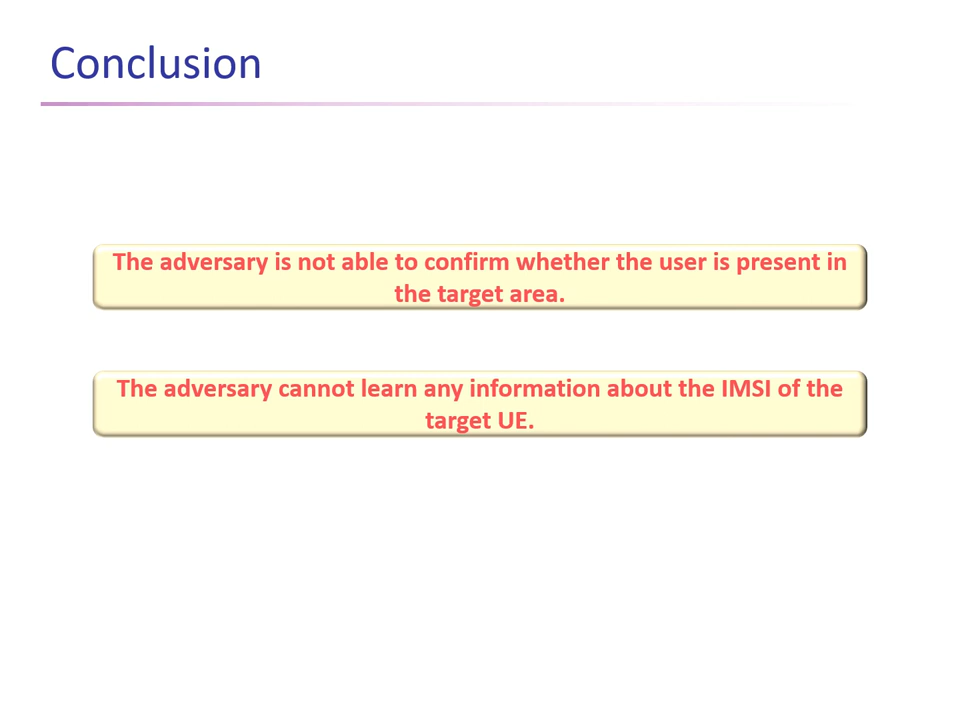 Conclusion
The adversary is not able to confirm whether the user is present in
the target area.
The adversary cannot learn any information about the IMSI of the
target UE.